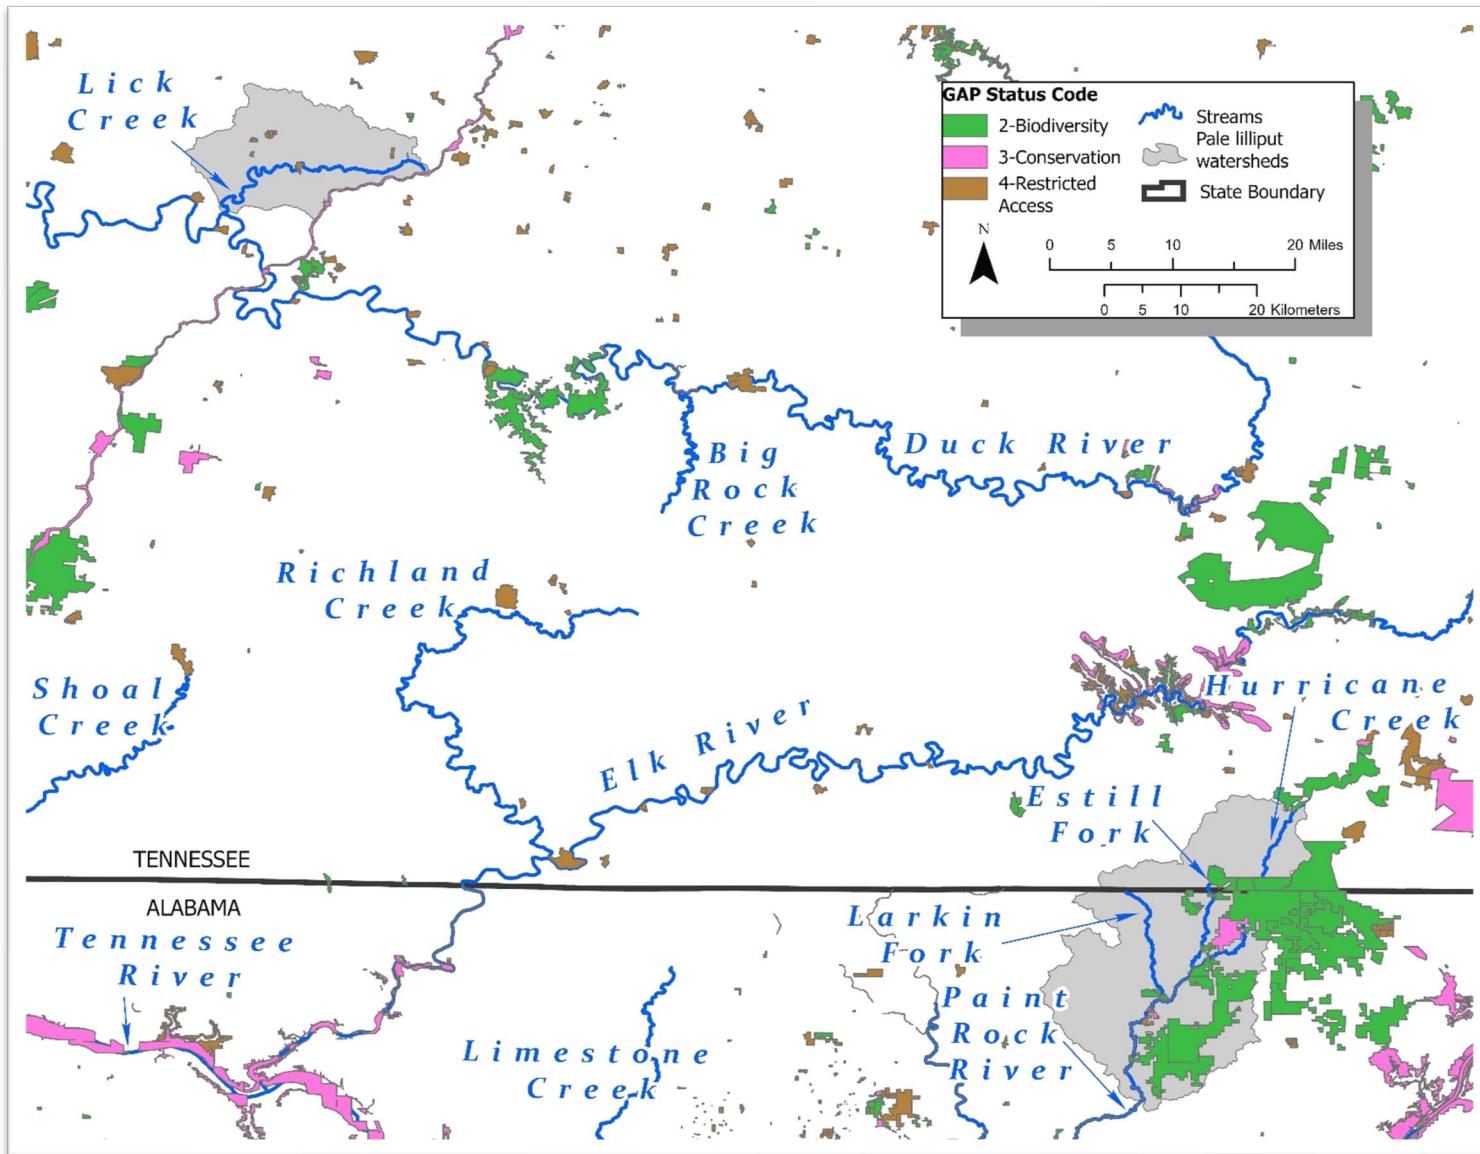 Lick
Creek
GAP Status Code
2-Biodiversity
3-Conservation
4-Restricted
Access
Streams
Pale lilliput
watersheds
State Boundary
N
0 5 10 20 Miles
0 5 10 20 Kilometers
Duck River
Big
Rock
Creek
Richland
Creek
Shoal
Creek
Elk River
Hurricane
Creek
Estill
Fork
TENNESSEE
ALABAMA
Larkin
Fork
Tennessee
River
Paint
Rock
River
Limestone
Creek